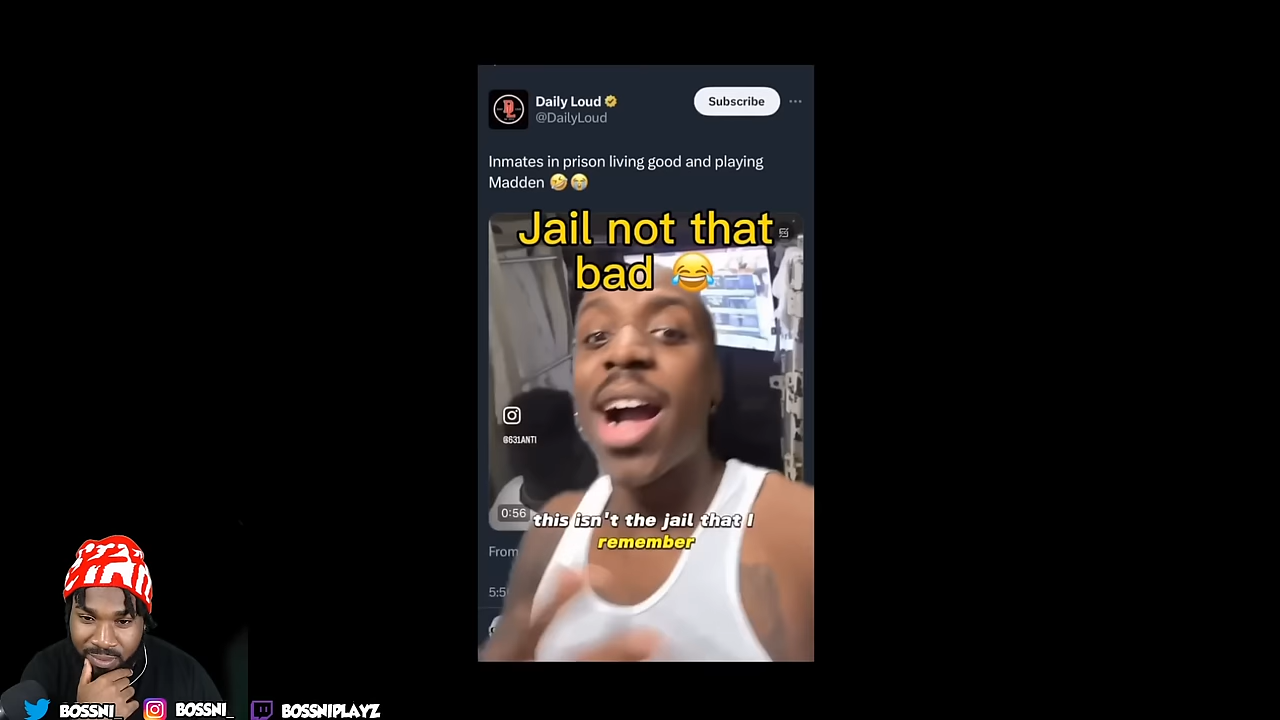 Daily Loud
Subscribe
@DailyLoud
Inmates in prison living good and playing
Madden 🤣😭
Jail not that
bad 😂
@631ANTI
0:56
this isn't the jail that I
remember
From
BOSSNI_
BOSSNI_
BOSSNIPLAYZ